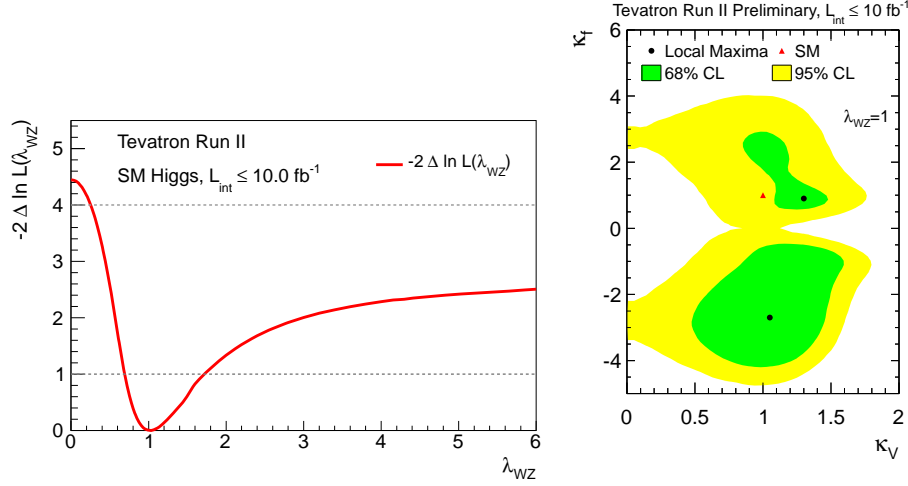 -2 Δ ln L(λ_WZ)
5
4
3
2
1
0
Tevatron Run II
SM Higgs, L_int ≤ 10.0 fb⁻¹
-2 Δ ln L(λ_WZ)
0 1 2 3 4 5 6
λ_WZ
Tevatron Run II Preliminary, L_int ≤ 10 fb⁻¹
κ_f
6
4
2
0
-2
-4
Local Maxima SM
68% CL 95% CL
λ_WZ=1
0 0.5 1 1.5 2
κ_V